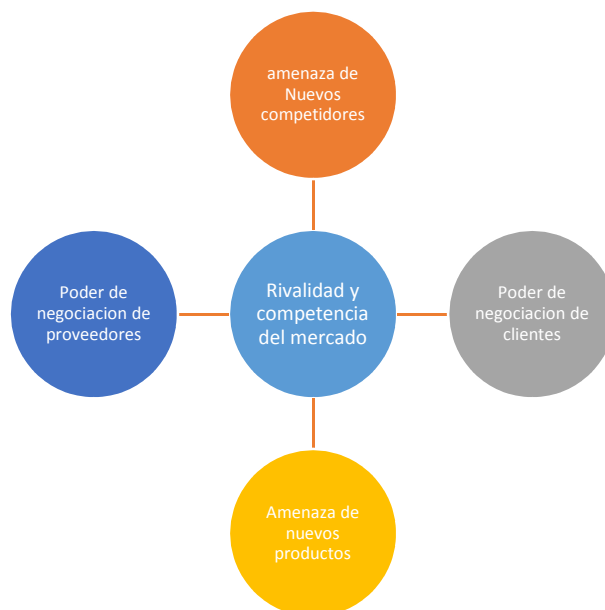 amenaza de
Nuevos
competidores
Poder de
negociacion de
proveedores
Rivalidad y
competencia
del mercado
Poder de
negociacion de
clientes
Amenaza de
nuevos
productos